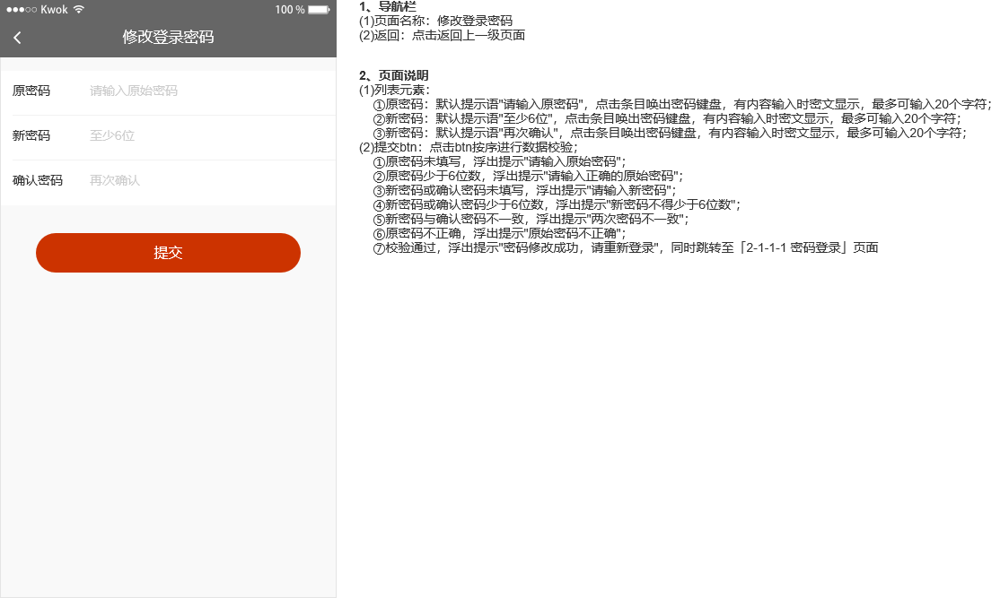 Kwok
100 %
修改登录密码
原密码 请输入原始密码
新密码 至少6位
确认密码 再次确认
提交
1、导航栏
(1)页面名称：修改登录密码
(2)返回：点击返回上一级页面
2、页面说明
(1)列表元素：
①原密码：默认提示语"请输入原密码"，点击条目唤出密码键盘，有内容输入时密文显示，最多可输入20个字符；
②新密码：默认提示语"至少6位"，点击条目唤出密码键盘，有内容输入时密文显示，最多可输入20个字符；
③新密码：默认提示语"再次确认"，点击条目唤出密码键盘，有内容输入时密文显示，最多可输入20个字符；
(2)提交btn：点击btn按序进行数据校验；
①原密码未填写，浮出提示"请输入原始密码"；
②原密码少于6位数，浮出提示"请输入正确的原始密码"；
③新密码或确认密码未填写，浮出提示"请输入新密码"；
④新密码或确认密码少于6位数，浮出提示"新密码不得少于6位数"；
⑤新密码与确认密码不一致，浮出提示"两次密码不一致"；
⑥原密码不正确，浮出提示"原始密码不正确"；
⑦校验通过，浮出提示"密码修改成功，请重新登录"，同时跳转至「2-1-1-1 密码登录」页面